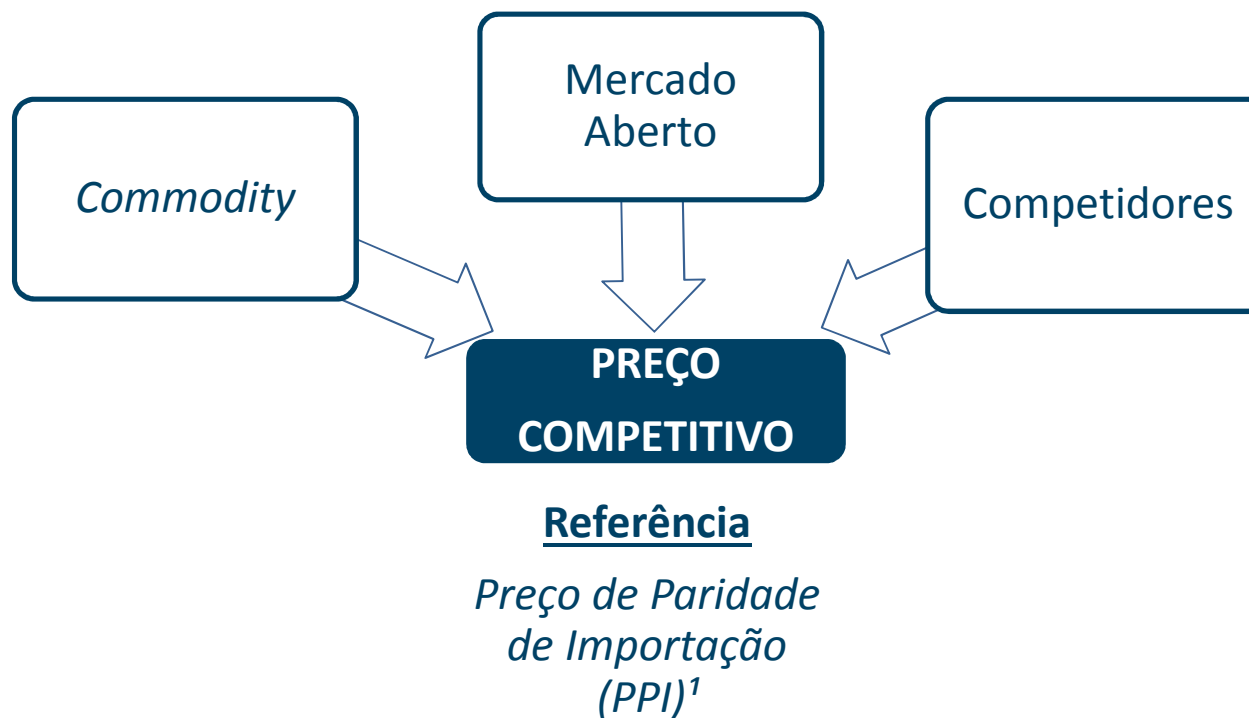 Commodity
Mercado
Aberto
Competidores
PREÇO
COMPETITIVO
Referência
Preço de Paridade
de Importação
(PPI)¹